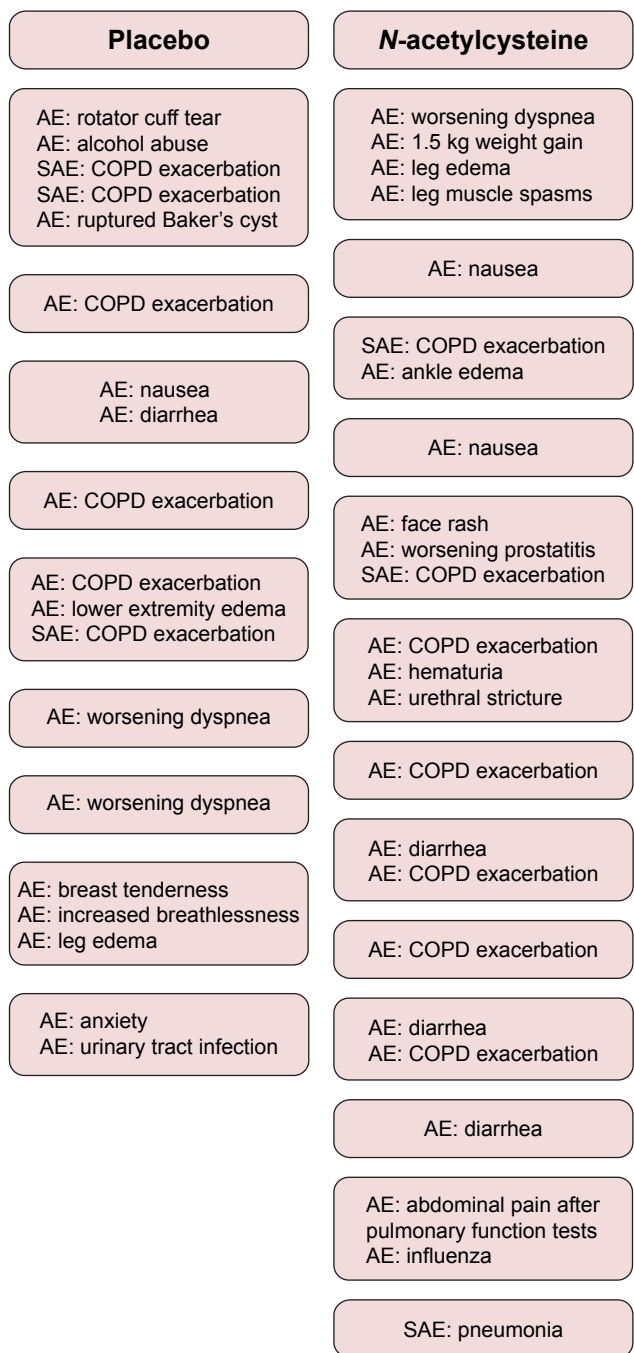 Placebo
AE: rotator cuff tear
AE: alcohol abuse
SAE: COPD exacerbation
SAE: COPD exacerbation
AE: ruptured Baker's cyst
AE: COPD exacerbation
AE: nausea
AE: diarrhea
AE: COPD exacerbation
AE: COPD exacerbation
AE: lower extremity edema
SAE: COPD exacerbation
AE: worsening dyspnea
AE: worsening dyspnea
AE: breast tenderness
AE: increased breathlessness
AE: leg edema
AE: anxiety
AE: urinary tract infection
N-acetylcysteine
AE: worsening dyspnea
AE: 1.5 kg weight gain
AE: leg edema
AE: leg muscle spasms
AE: nausea
SAE: COPD exacerbation
AE: ankle edema
AE: nausea
AE: face rash
AE: worsening prostatitis
SAE: COPD exacerbation
AE: COPD exacerbation
AE: hematuria
AE: urethral stricture
AE: COPD exacerbation
AE: diarrhea
AE: COPD exacerbation
AE: COPD exacerbation
AE: diarrhea
AE: COPD exacerbation
AE: diarrhea
AE: abdominal pain after
pulmonary function tests
AE: influenza
SAE: pneumonia